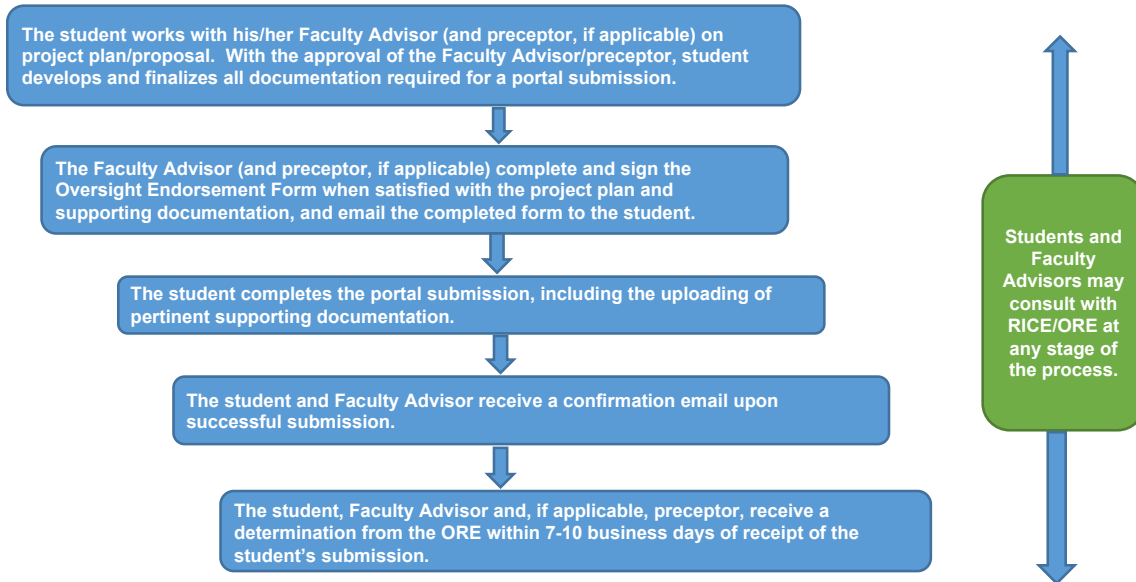 The student works with his/her Faculty Advisor (and preceptor, if applicable) on
project plan/proposal.  With the approval of the Faculty Advisor/preceptor, student
develops and finalizes all documentation required for a portal submission.
The Faculty Advisor (and preceptor, if applicable) complete and sign the
Oversight Endorsement Form when satisfied with the project plan and
supporting documentation, and email the completed form to the student.
The student completes the portal submission, including the uploading of
pertinent supporting documentation.
The student and Faculty Advisor receive a confirmation email upon
successful submission.
The student, Faculty Advisor and, if applicable, preceptor, receive a
determination from the ORE within 7-10 business days of receipt of the
student’s submission.
Students and
Faculty
Advisors may
consult with
RICE/ORE at
any stage of
the process.